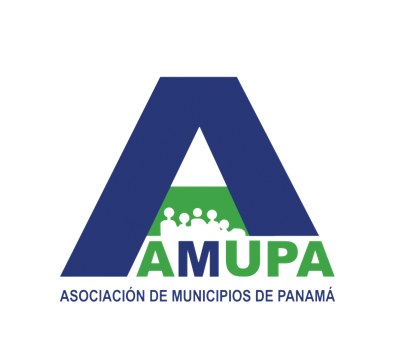 AMUPA
ASOCIACIÓN DE MUNICIPIOS DE PANAMÁ